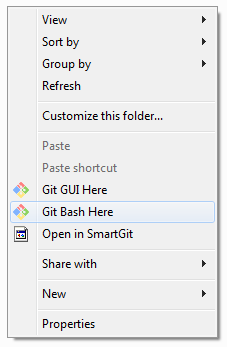 View
Sort by
Group by
Refresh
Customize this folder...
Paste
Paste shortcut
Git GUI Here
Git Bash Here
Open in SmartGit
Share with
New
Properties